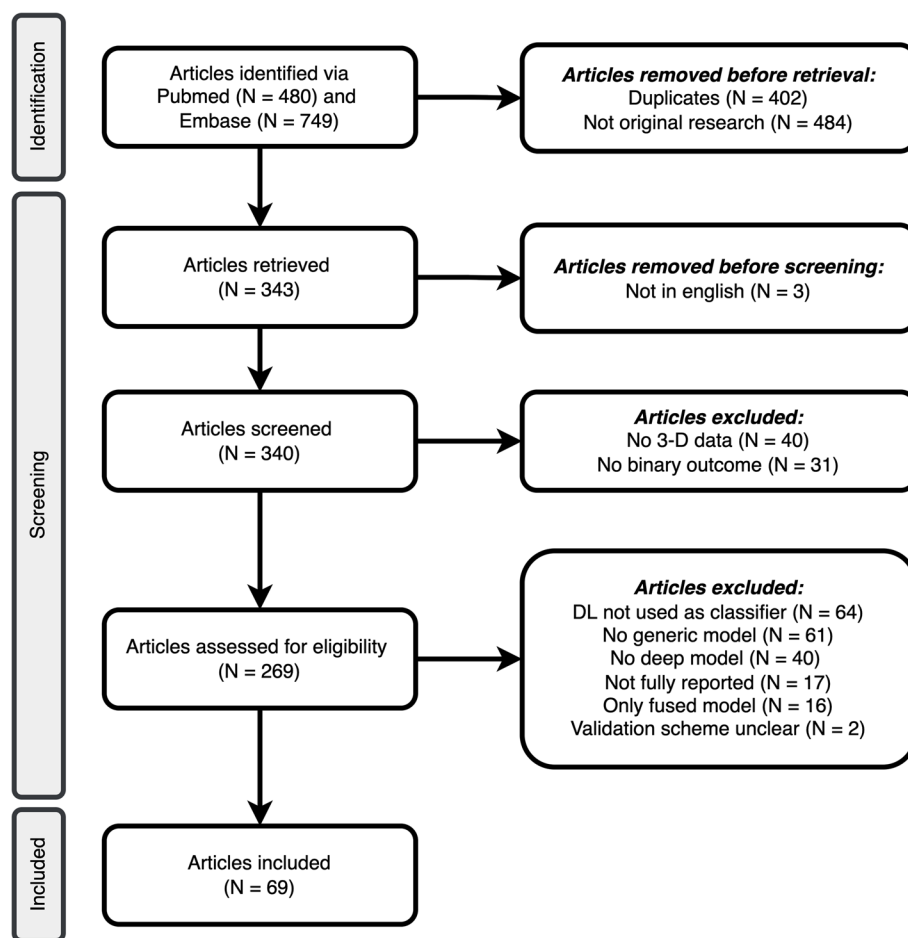 Identification
Articles identified via
Pubmed (N = 480) and
Embase (N = 749)
Articles removed before retrieval:
Duplicates (N = 402)
Not original research (N = 484)
Screening
Articles retrieved
(N = 343)
Articles removed before screening:
Not in english (N = 3)
Articles screened
(N = 340)
Articles excluded:
No 3-D data (N = 40)
No binary outcome (N = 31)
Articles assessed for eligibility
(N = 269)
Articles excluded:
DL not used as classifier (N = 64)
No generic model (N = 61)
No deep model (N = 40)
Not fully reported (N = 17)
Only fused model (N = 16)
Validation scheme unclear (N = 2)
Included
Articles included
(N = 69)